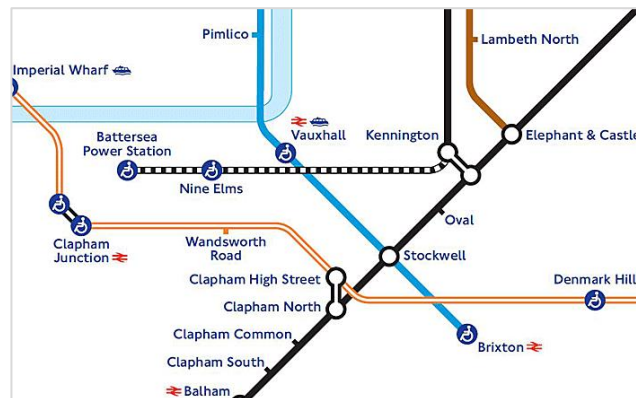 Pimlico
Lambeth North
Imperial Wharf
Battersea
Power Station
Vauxhall
Kennington
Elephant & Castle
Nine Elms
Oval
Clapham
Junction
Wandsworth
Road
Stockwell
Clapham High Street
Denmark Hill
Clapham North
Clapham Common
Brixton
Clapham South
Balham